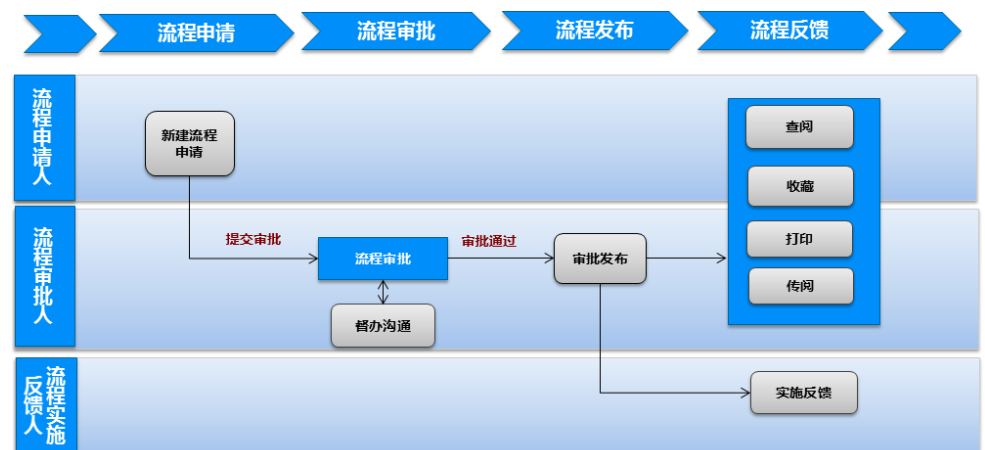 流程申请
流程审批
流程发布
流程反馈
流程申请人
新建流程
申请
查阅
收藏
打印
传阅
流程审批人
提交审批
流程审批
审批通过
审批发布
督办沟通
流程实施
反馈人
实施反馈